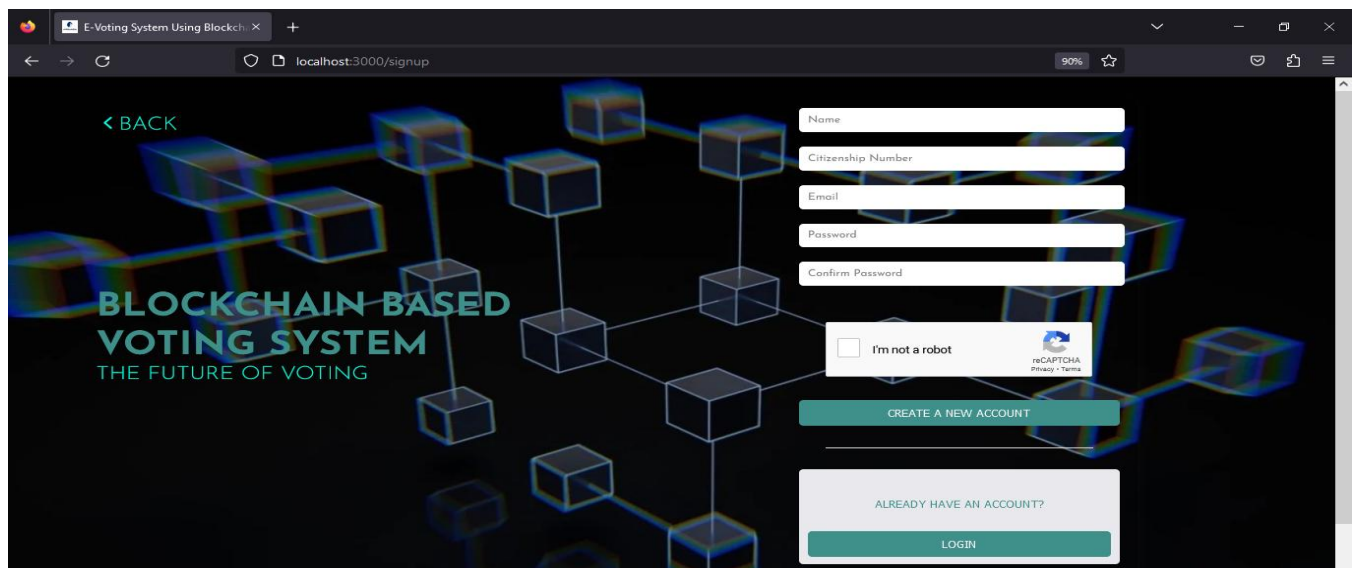 E-Voting System Using Blockch
localhost:3000/signup
90%
BACK
BLOCKCHAIN BASED
VOTING SYSTEM
THE FUTURE OF VOTING
Name
Citizenship Number
Email
Password
Confirm Password
I'm not a robot
reCAPTCHA
Privacy • Terms
CREATE A NEW ACCOUNT
ALREADY HAVE AN ACCOUNT?
LOGIN